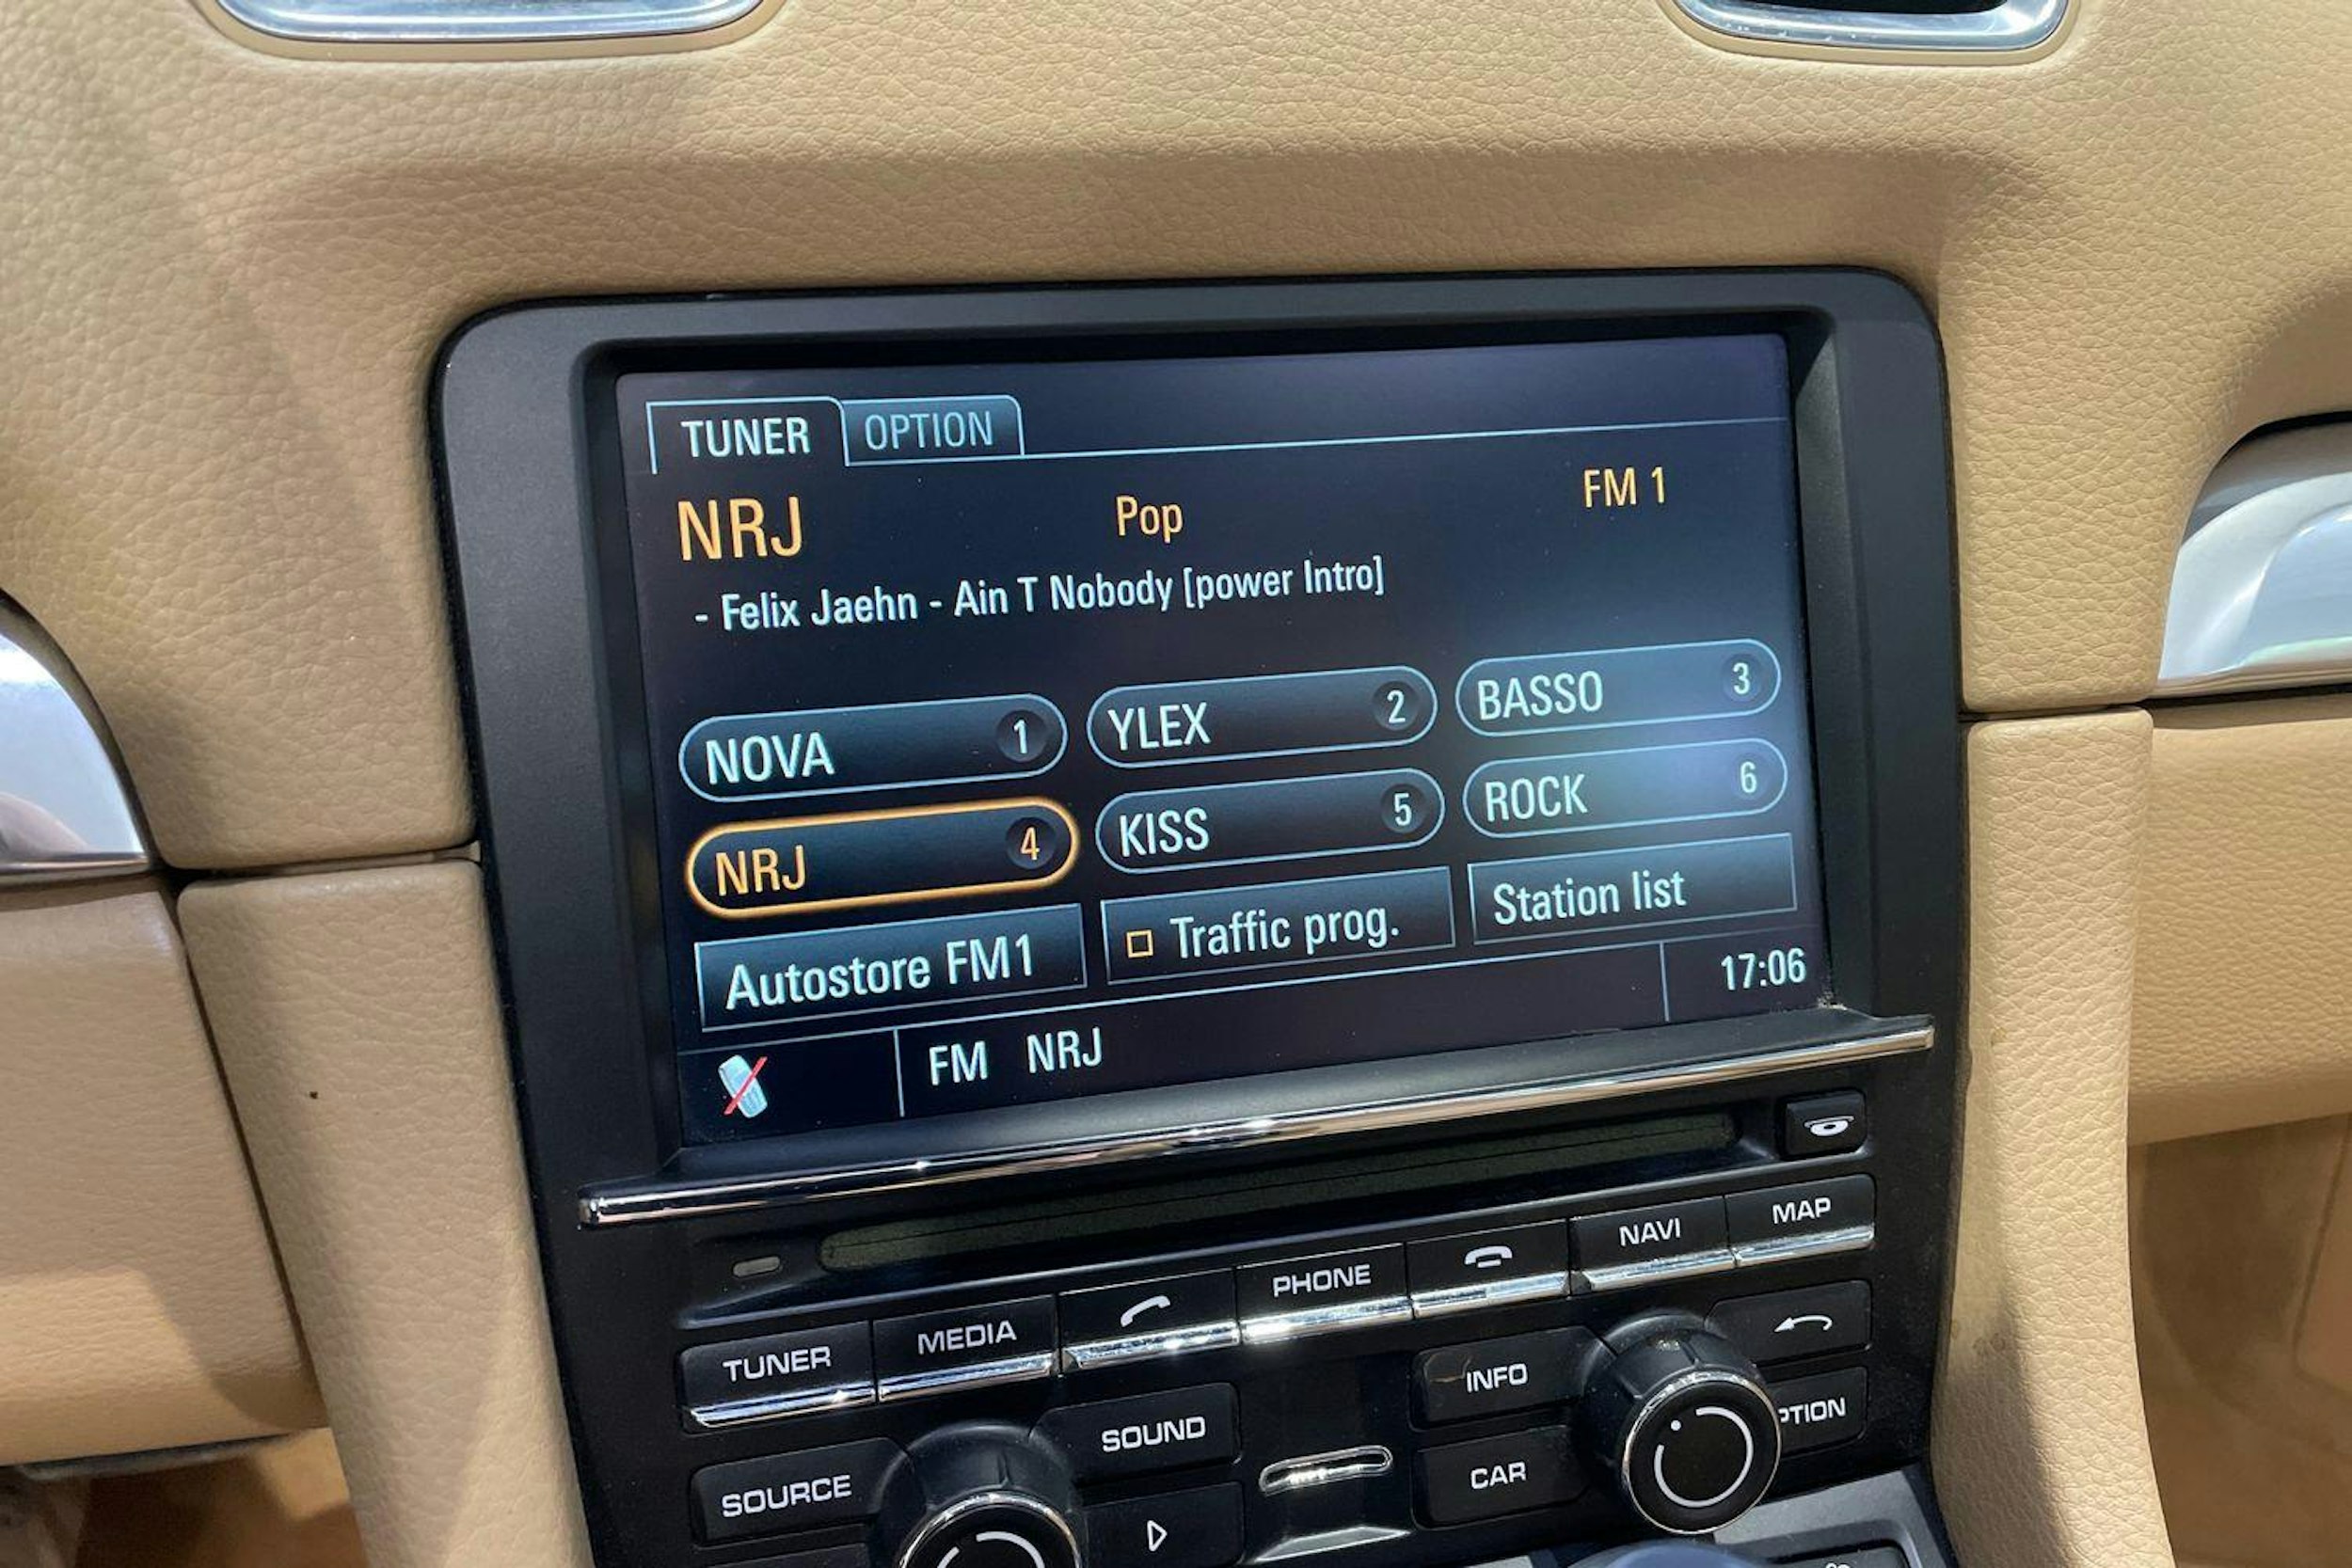 TUNER OPTION
NRJ Pop FM 1
- Felix Jaehn - Ain T Nobody [power Intro]
NOVA 1 YLEX 2 BASSO 3
NRJ 4 KISS 5 ROCK 6
Autostore FM1 Traffic prog. Station list
FM NRJ 17:06
TUNER MEDIA PHONE NAVI MAP
SOURCE SOUND INFO PTION
CAR